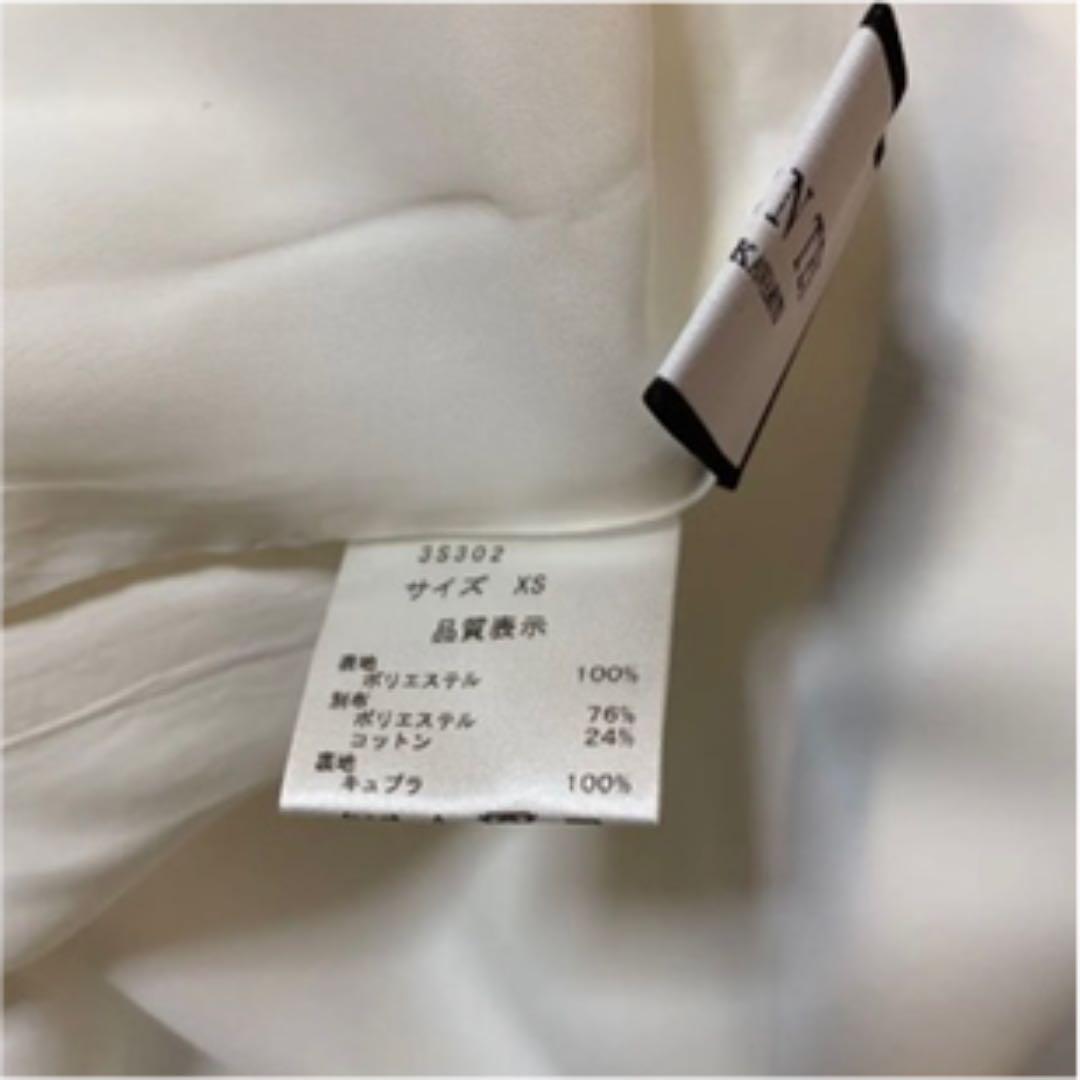 3S302
サイズ XS
品質表示
表地
ポリエステル 100%
別布
ポリエステル 76%
コットン 24%
裏地
キュプラ 100%